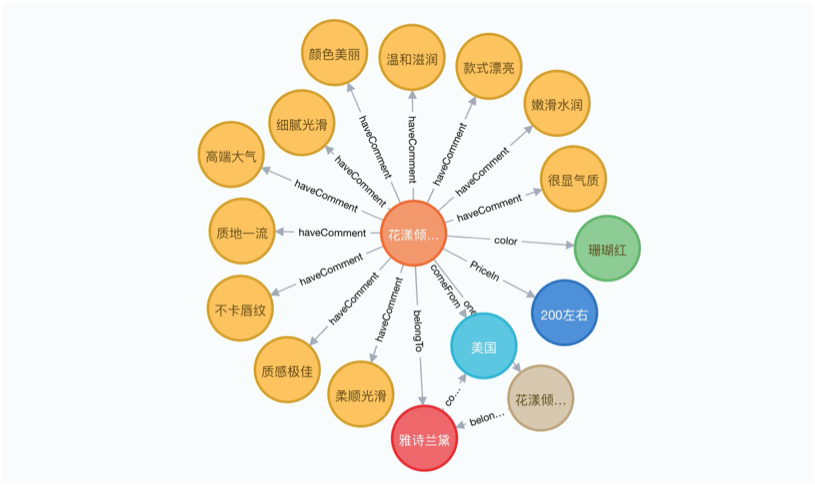 颜色美丽
温和滋润
款式漂亮
细腻光滑
嫩滑水润
高端大气
很显气质
质地一流
花漾倾...
珊瑚红
不卡唇纹
200左右
美国
质感极佳
柔顺光滑
花漾倾...
雅诗兰黛
haveComment
haveComment
haveComment
haveComment
haveComment
haveComment
haveComment
haveComment
haveComment
haveComment
haveComment
color
PriceIn
comeFrom
one
belongTo
co...
belon...